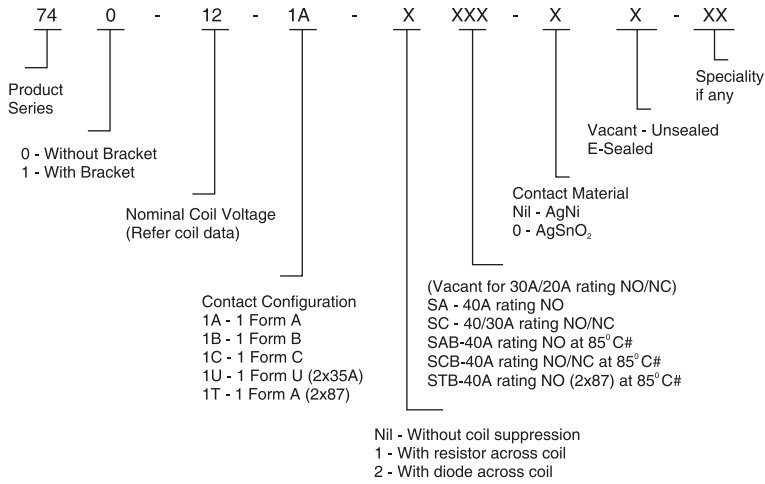 74 0 - 12 - 1A - X XXX - X X - XX
Product
Series
0 - Without Bracket
1 - With Bracket
Nominal Coil Voltage
(Refer coil data)
Contact Configuration
1A - 1 Form A
1B - 1 Form B
1C - 1 Form C
1U - 1 Form U (2x35A)
1T - 1 Form A (2x87)
Nil - Without coil suppression
1 - With resistor across coil
2 - With diode across coil
(Vacant for 30A/20A rating NO/NC)
SA - 40A rating NO
SC - 40/30A rating NO/NC
SAB-40A rating NO at 85°C#
SCB-40A rating NO/NC at 85°C#
STB-40A rating NO (2x87) at 85°C#
Contact Material
Nil - AgNi
0 - AgSnO₂
Vacant - Unsealed
E-Sealed
Speciality
if any